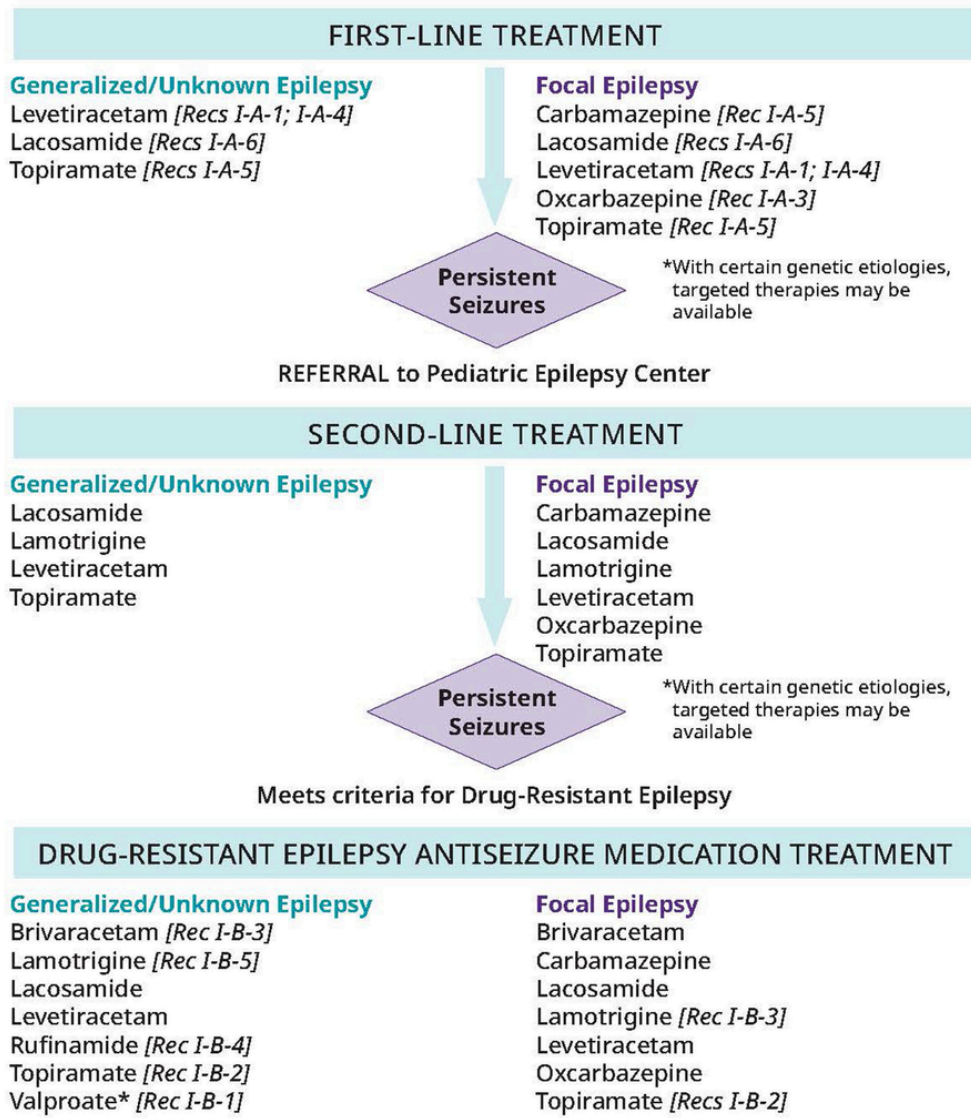 FIRST-LINE TREATMENT
Generalized/Unknown Epilepsy
Levetiracetam [Recs I-A-1; I-A-4]
Lacosamide [Recs I-A-6]
Topiramate [Recs I-A-5]
Focal Epilepsy
Carbamazepine [Rec I-A-5]
Lacosamide [Recs I-A-6]
Levetiracetam [Recs I-A-1; I-A-4]
Oxcarbazepine [Rec I-A-3]
Topiramate [Rec I-A-5]
Persistent
Seizures
*With certain genetic etiologies,
targeted therapies may be
available
REFERRAL to Pediatric Epilepsy Center
SECOND-LINE TREATMENT
Generalized/Unknown Epilepsy
Lacosamide
Lamotrigine
Levetiracetam
Topiramate
Focal Epilepsy
Carbamazepine
Lacosamide
Lamotrigine
Levetiracetam
Oxcarbazepine
Topiramate
Persistent
Seizures
*With certain genetic etiologies,
targeted therapies may be
available
Meets criteria for Drug-Resistant Epilepsy
DRUG-RESISTANT EPILEPSY ANTISEIZURE MEDICATION TREATMENT
Generalized/Unknown Epilepsy
Brivaracetam [Rec I-B-3]
Lamotrigine [Rec I-B-5]
Lacosamide
Levetiracetam
Rufinamide [Rec I-B-4]
Topiramate [Rec I-B-2]
Valproate* [Rec I-B-1]
Focal Epilepsy
Brivaracetam
Carbamazepine
Lacosamide
Lamotrigine [Rec I-B-3]
Levetiracetam
Oxcarbazepine
Topiramate [Recs I-B-2]